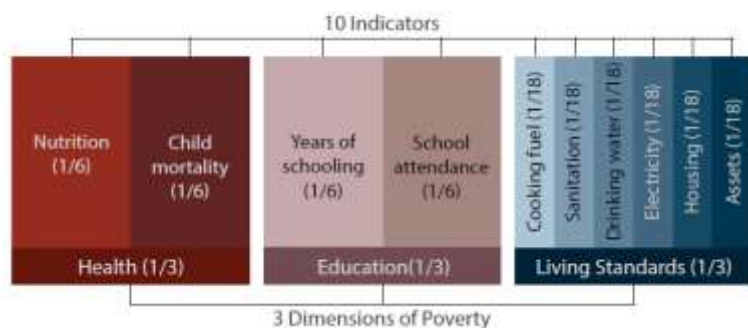 10 Indicators
Nutrition
(1/6)
Child
mortality
(1/6)
Years of
schooling
(1/6)
School
attendance
(1/6)
Cooking fuel (1/18)
Sanitation (1/18)
Drinking water (1/18)
Electricity (1/18)
Housing (1/18)
Assets (1/18)
Health (1/3)
Education(1/3)
Living Standards (1/3)
3 Dimensions of Poverty